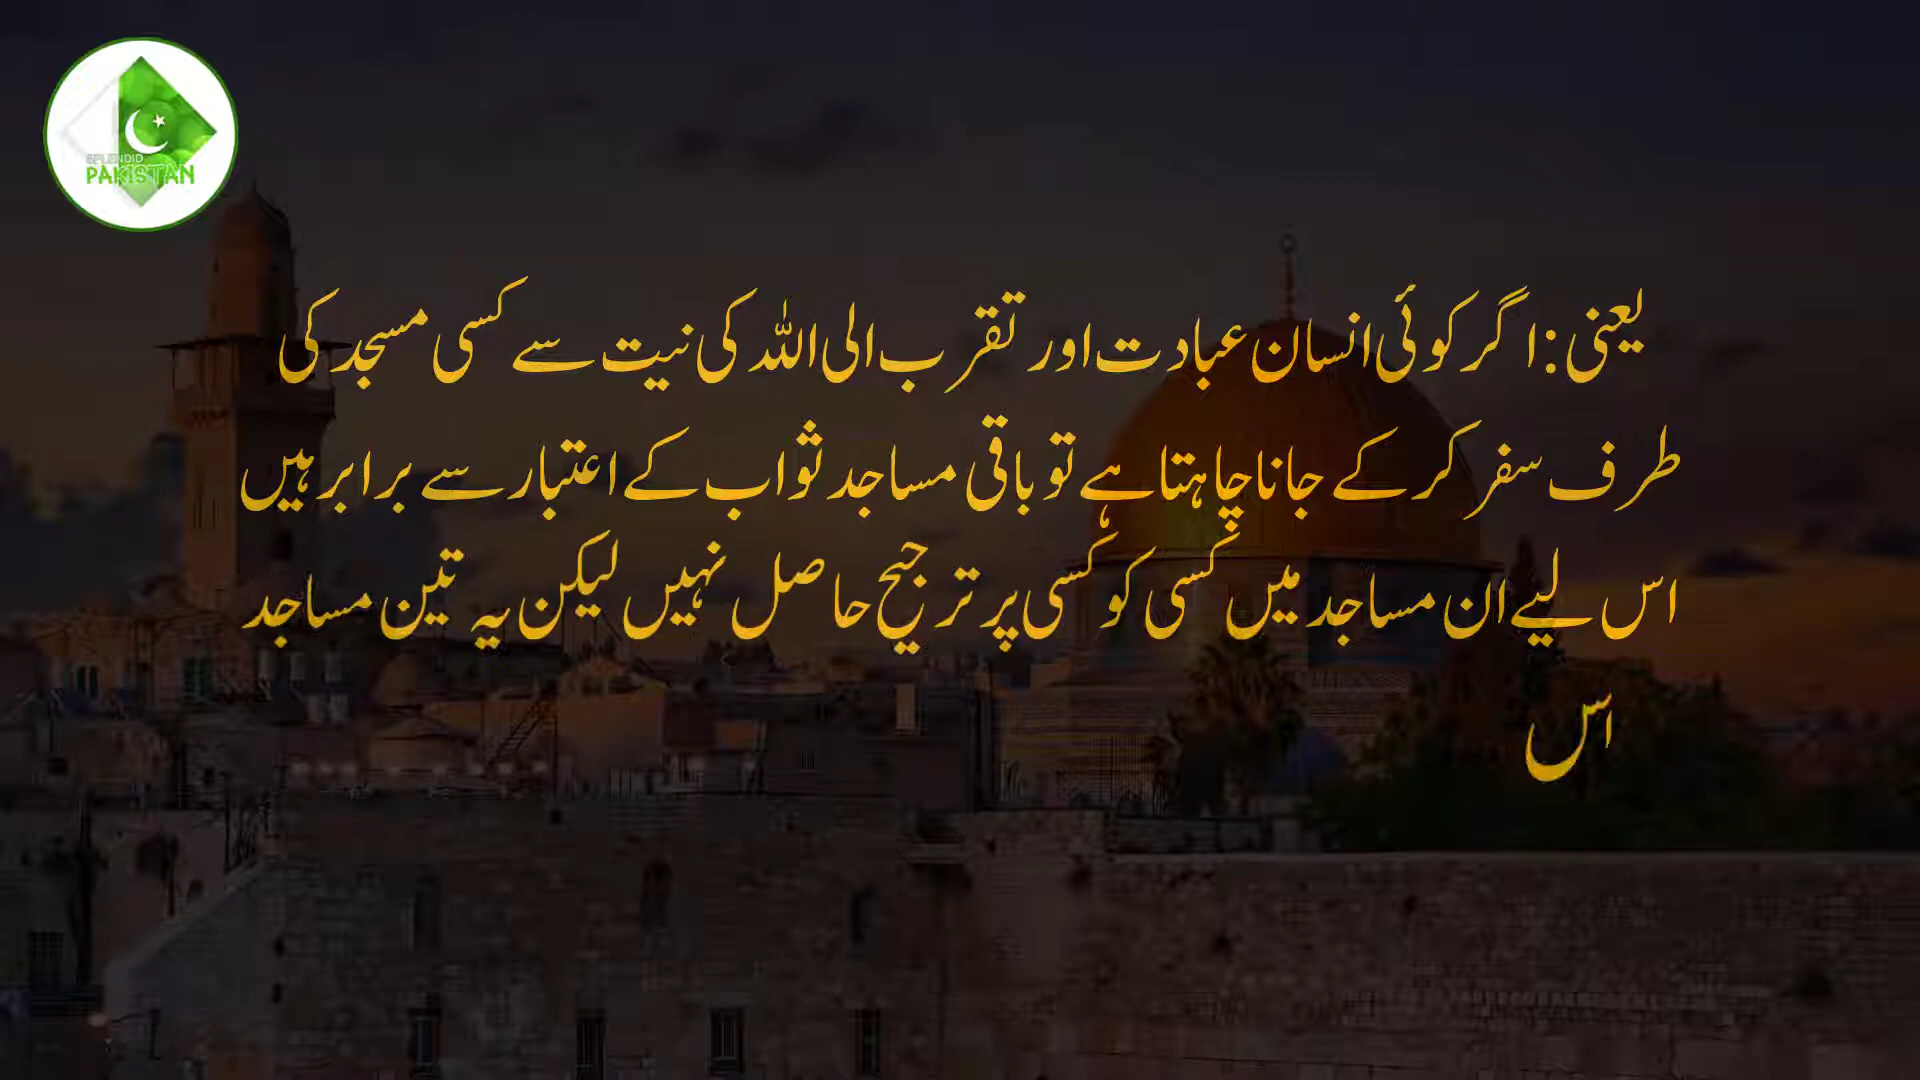 SPLENDID
PAKISTAN
یعنی: اگر کوئی انسان عبادت اور تقرب الی اللہ کی نیت سے کسی مسجد کی
طرف سفر کر کے جانا چاہتا ہے تو باقی مساجد ثواب کے اعتبار سے برابر ہیں
اس لیے ان مساجد میں کسی کو کسی پر ترجیح حاصل نہیں لیکن یہ تین مساجد
اس